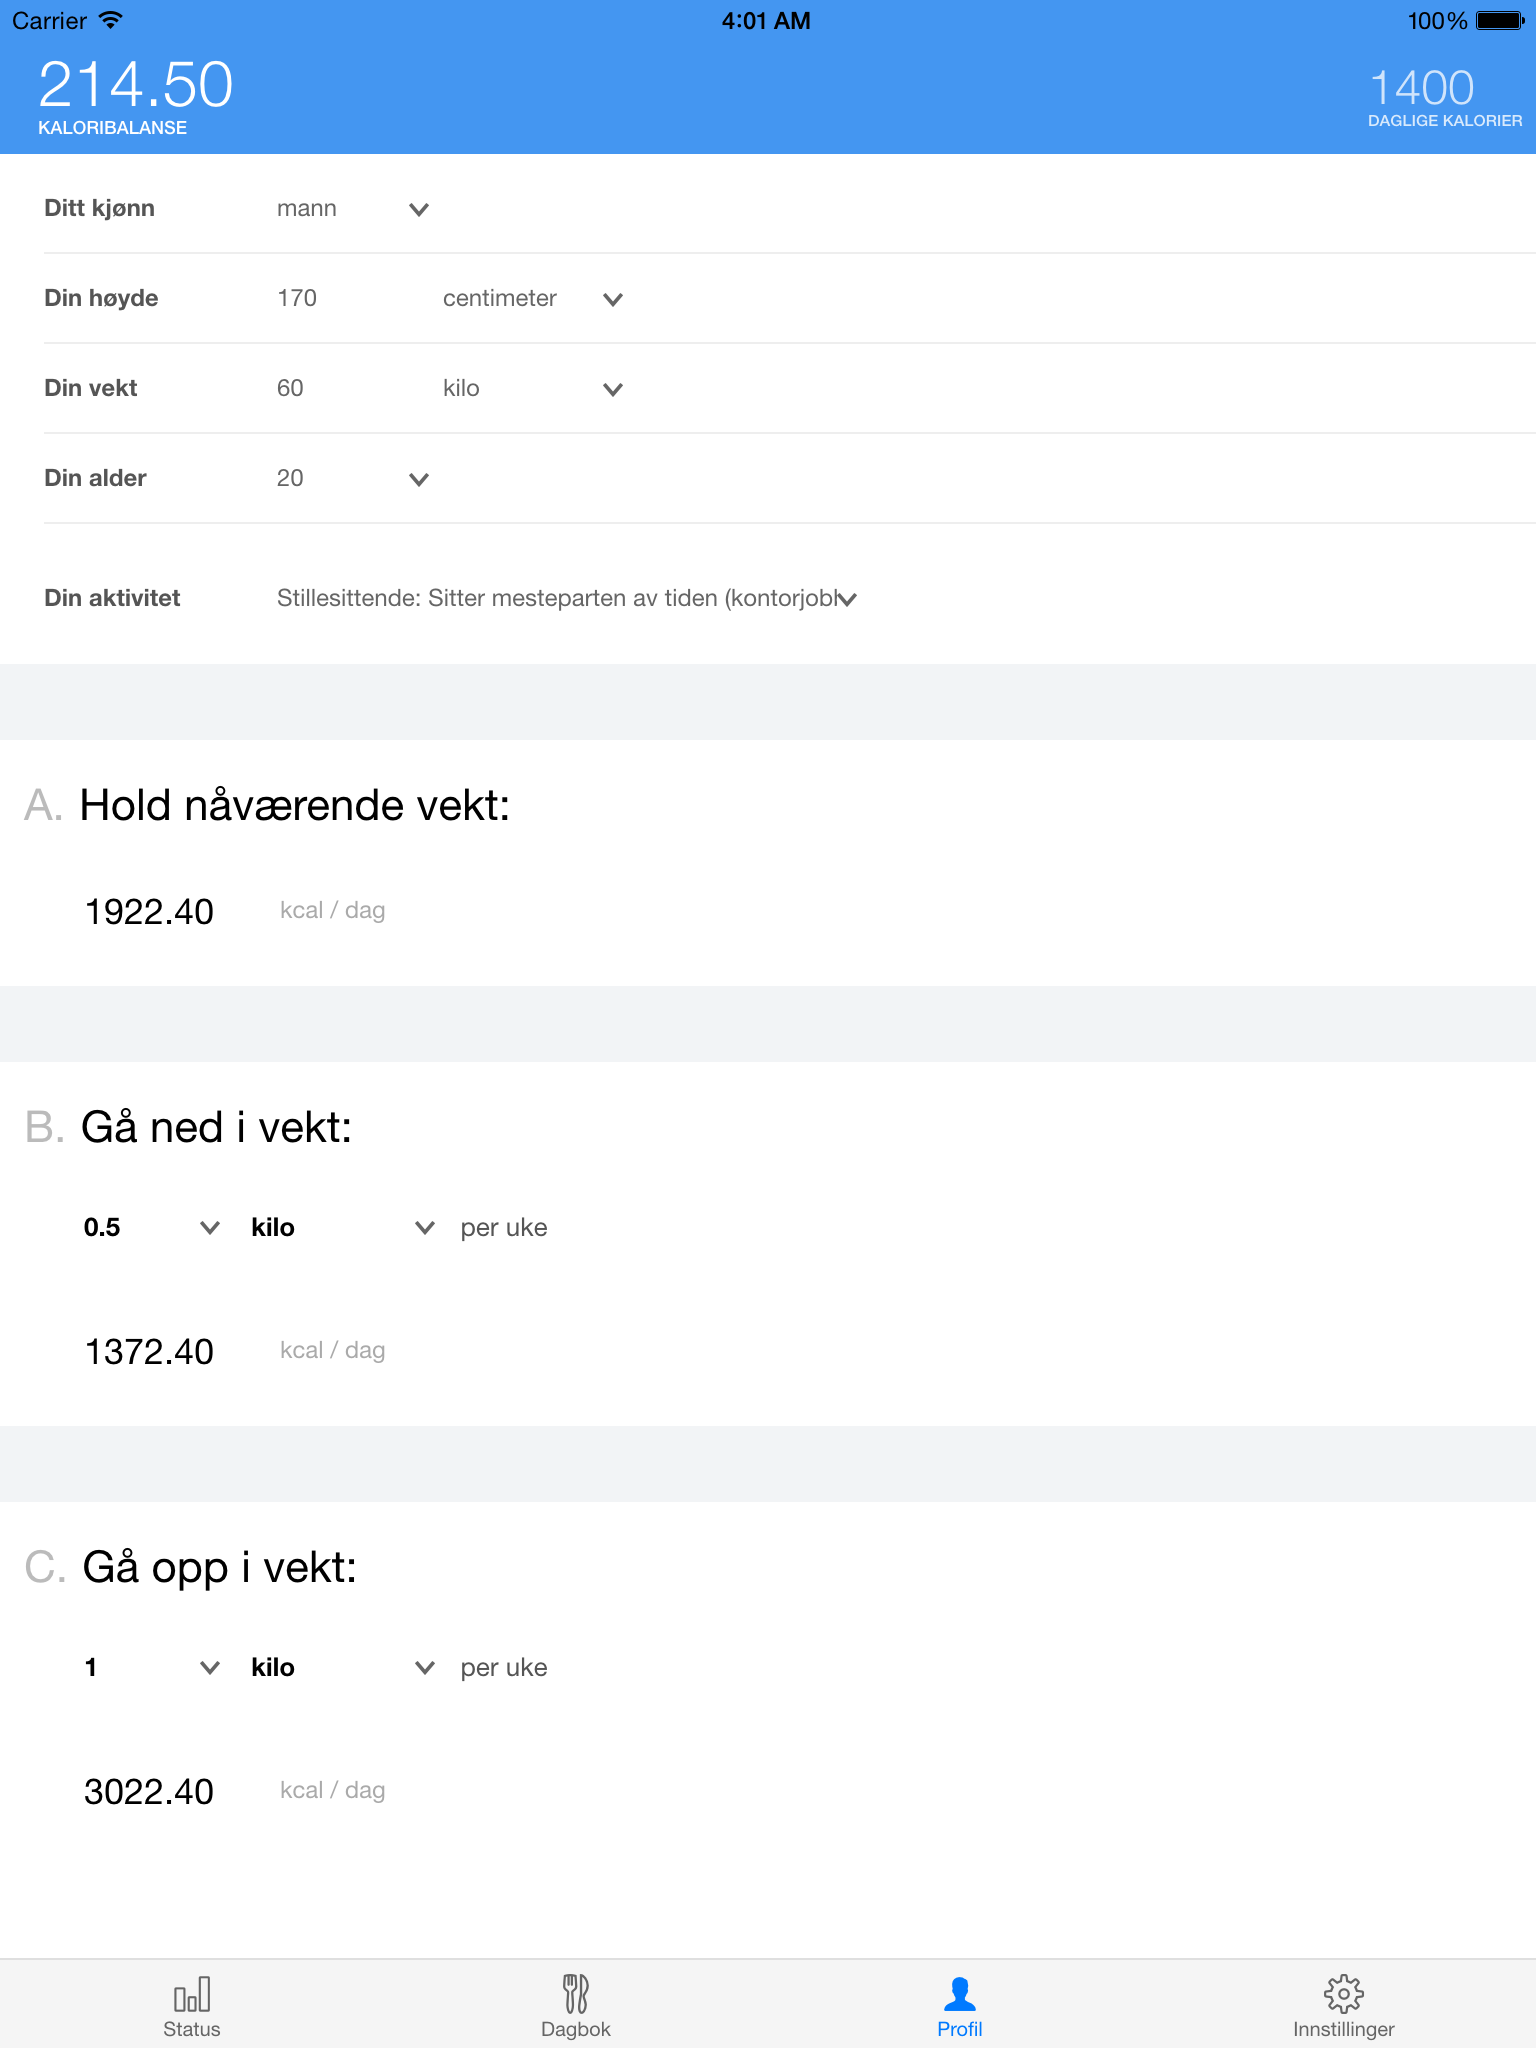 Carrier 4:01 AM 100%
214.50 1400
KALORIBALANSE DAGLIGE KALORIER
Ditt kjønn mann
Din høyde 170 centimeter
Din vekt 60 kilo
Din alder 20
Din aktivitet Stillesittende: Sitter mesteparten av tiden (kontorjobl
A. Hold nåværende vekt:
1922.40 kcal / dag
B. Gå ned i vekt:
0.5 kilo per uke
1372.40 kcal / dag
C. Gå opp i vekt:
1 kilo per uke
3022.40 kcal / dag
Status Dagbok Profil Innstillinger